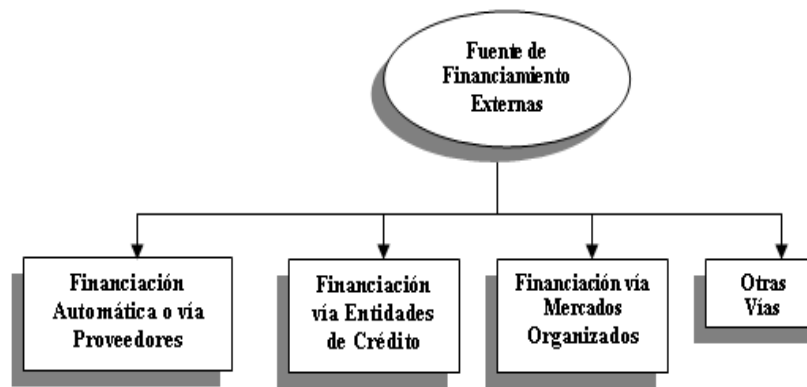 Fuente de
Financiamiento
Externas
Financiación
Automática o vía
Proveedores
Financiación
vía Entidades
de Crédito
Financiación vía
Mercados
Organizados
Otras
Vías